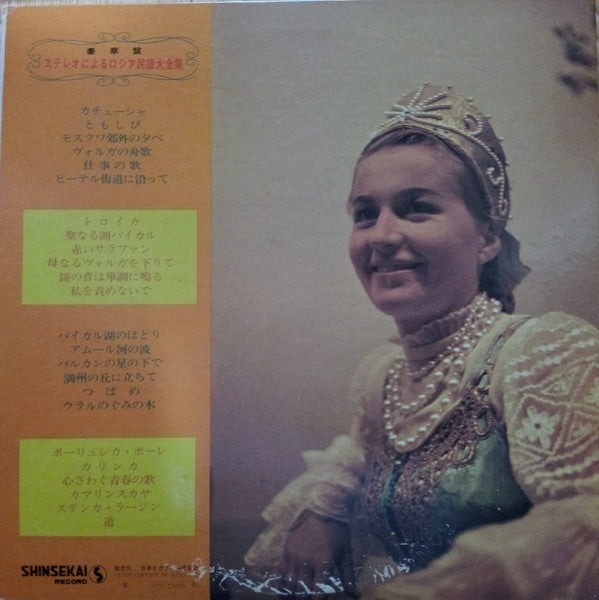 豪華盤
ステレオによるロシア民謡大全集
カチューシャ
ともしび
モスクワ郊外の夕べ
ヴォルガの舟歌
仕事の歌
ピーテル街道に沿って
トロイカ
聖なる湖バイカル
赤いサラファン
母なるヴォルガを下りて
鐘の音は単調に鳴る
私を責めないで
バイカル湖のほとり
アムール河の波
バルカンの星の下で
満州の丘に立ちて
つばめ
ウラルのぐみの木
ポーリュシカ・ポーレ
カリンカ
心さわぐ青春の歌
カマリンスカヤ
ステンカ・ラージン
道
SHINSEKAI
RECORD
発売元